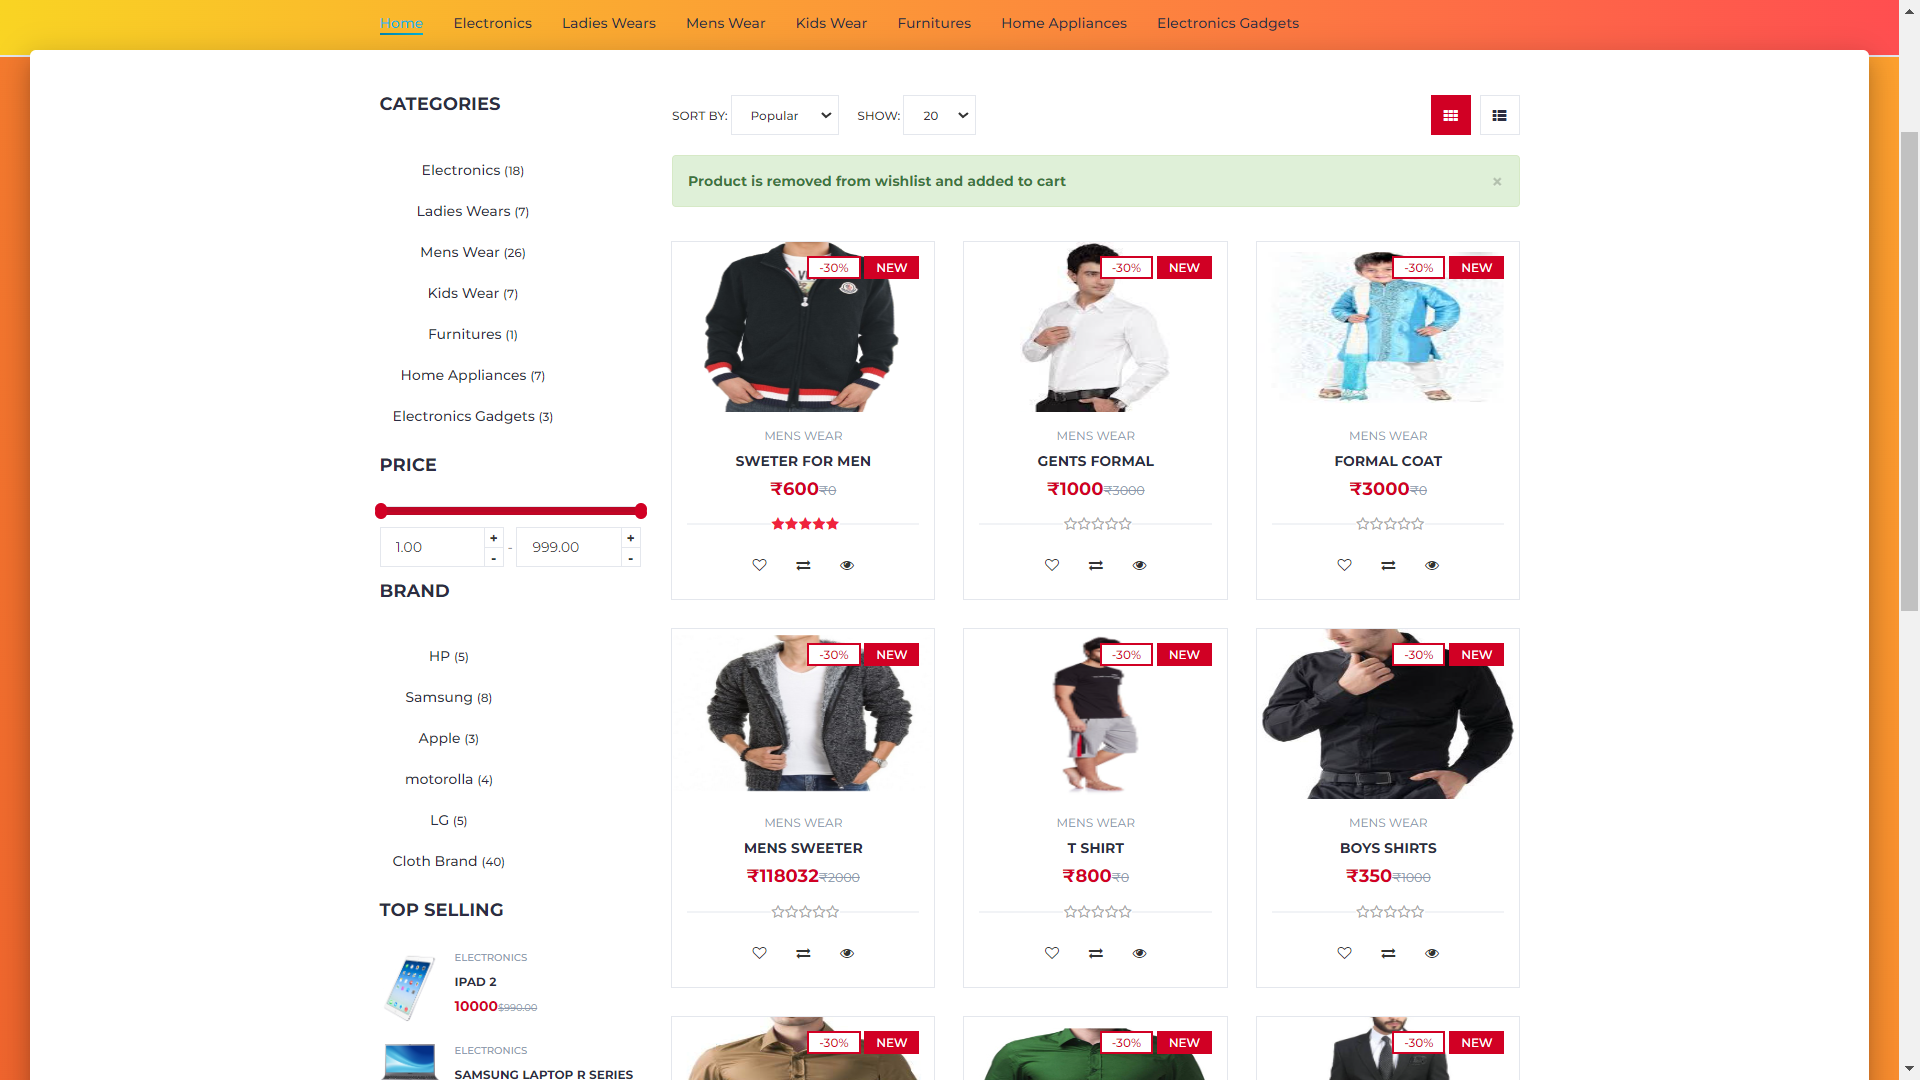 Home Electronics Ladies Wears Mens Wear Kids Wear Furnitures Home Appliances Electronics Gadgets
CATEGORIES
Electronics (18)
Ladies Wears (7)
Mens Wear (26)
Kids Wear (7)
Furnitures (1)
Home Appliances (7)
Electronics Gadgets (3)
PRICE
1.00 + - - 999.00 + -
BRAND
HP (5)
Samsung (8)
Apple (3)
motorolla (4)
LG (5)
Cloth Brand (40)
TOP SELLING
ELECTRONICS
IPAD 2
10000$990.00
ELECTRONICS
SAMSUNG LAPTOP R SERIES
SORT BY: Popular SHOW: 20
Product is removed from wishlist and added to cart ×
-30% NEW
MENS WEAR
SWETER FOR MEN
₹600₹0
-30% NEW
MENS WEAR
GENTS FORMAL
₹1000₹3000
-30% NEW
MENS WEAR
FORMAL COAT
₹3000₹0
-30% NEW
MENS WEAR
MENS SWEETER
₹118032₹2000
-30% NEW
MENS WEAR
T SHIRT
₹800₹0
-30% NEW
MENS WEAR
BOYS SHIRTS
₹350₹1000
-30% NEW
-30% NEW
-30% NEW